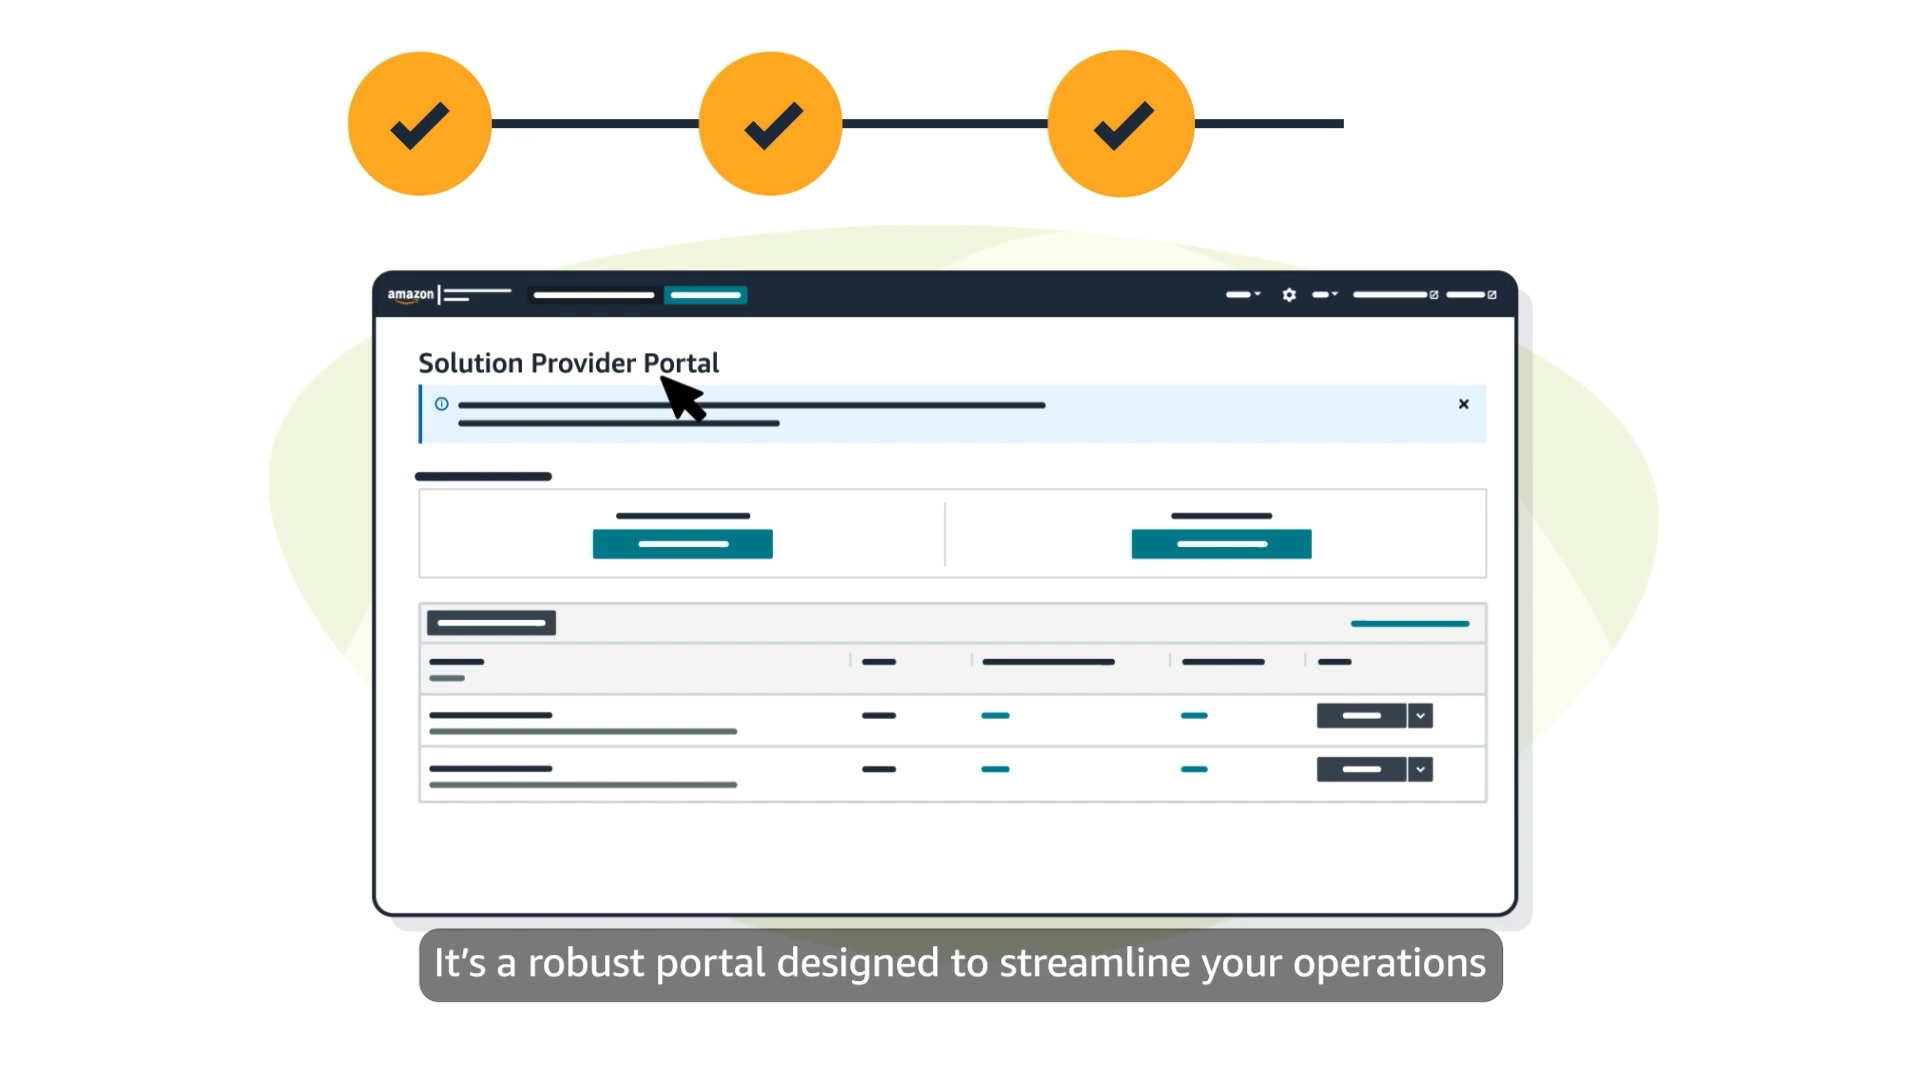 amazon
Solution Provider Portal
It's a robust portal designed to streamline your operations